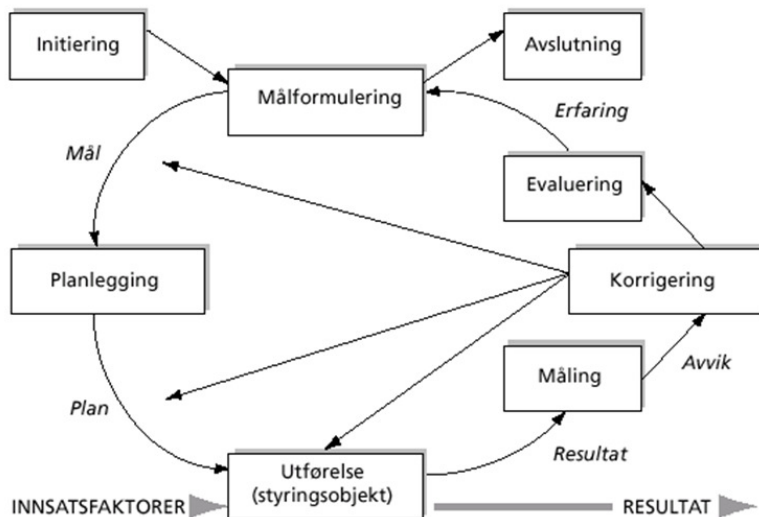 Initiering
Avslutning
Målformulering
Erfaring
Mål
Evaluering
Planlegging
Korrigering
Måling
Avvik
Plan
Resultat
Utførelse
(styringsobjekt)
INNSATSFAKTORER
RESULTAT